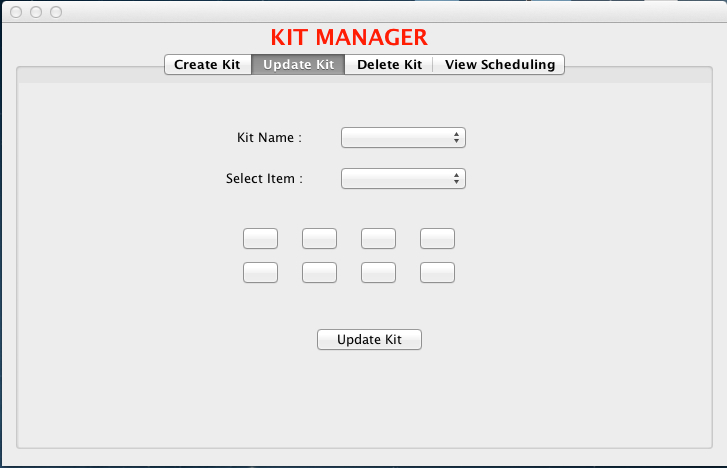 KIT MANAGER
Create Kit Update Kit Delete Kit View Scheduling
Kit Name :
Select Item :
Update Kit